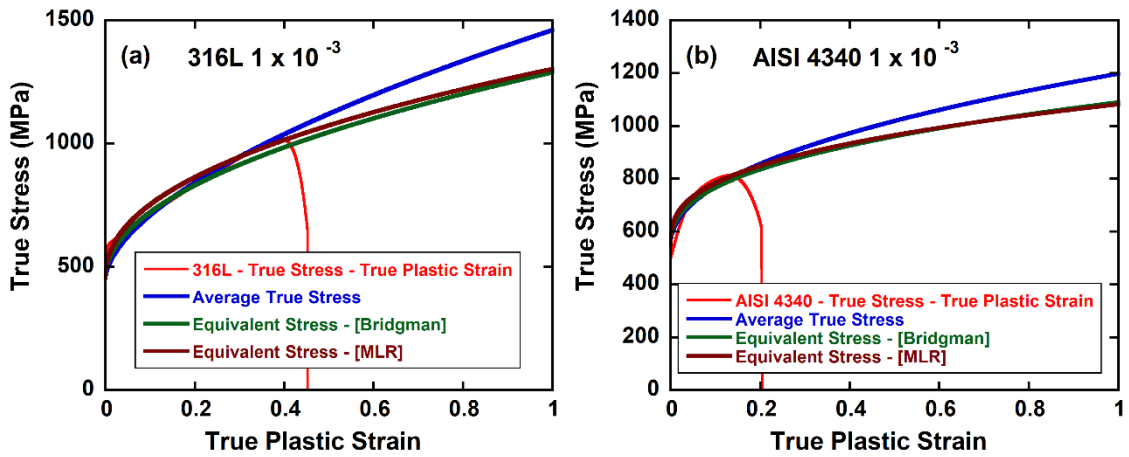 (a) 316L 1 x 10 -3
True Stress (MPa)
1500
1000
500
0
316L - True Stress - True Plastic Strain
Average True Stress
Equivalent Stress - [Bridgman]
Equivalent Stress - [MLR]
0 0.2 0.4 0.6 0.8 1
True Plastic Strain
(b) AISI 4340 1 x 10 -3
True Stress (MPa)
1400
1200
1000
800
600
400
200
0
AISI 4340 - True Stress - True Plastic Strain
Average True Stress
Equivalent Stress - [Bridgman]
Equivalent Stress - [MLR]
0 0.2 0.4 0.6 0.8 1
True Plastic Strain